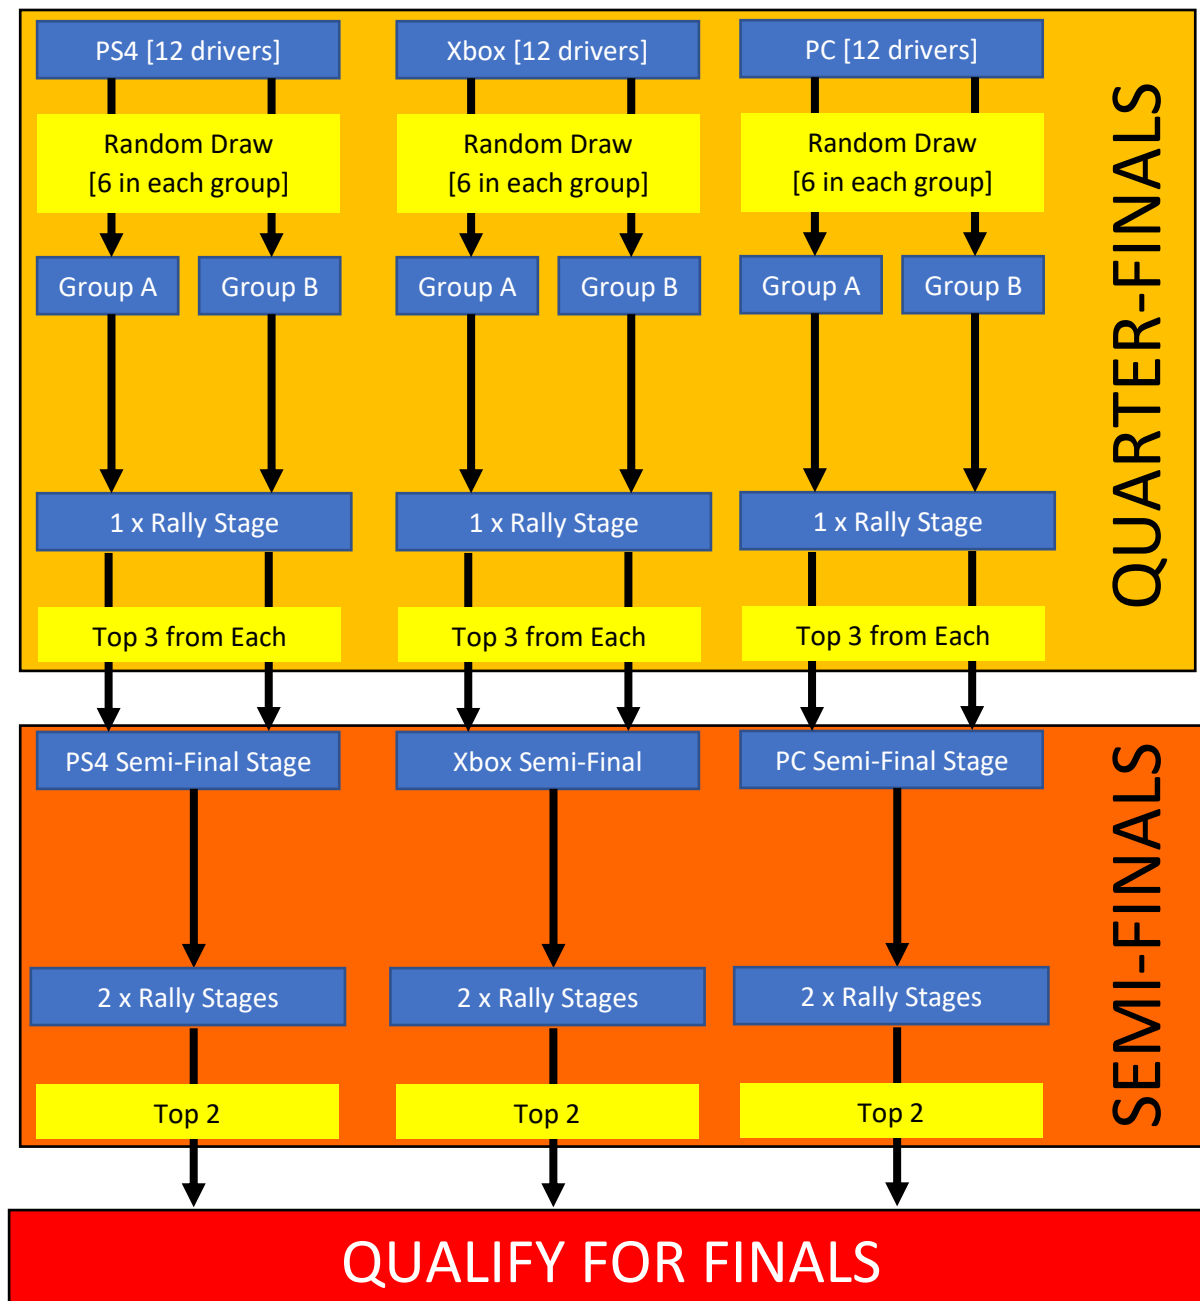 PS4 [12 drivers]
Xbox [12 drivers]
PC [12 drivers]
Random Draw
[6 in each group]
Random Draw
[6 in each group]
Random Draw
[6 in each group]
Group A
Group B
Group A
Group B
Group A
Group B
1 x Rally Stage
1 x Rally Stage
1 x Rally Stage
Top 3 from Each
Top 3 from Each
Top 3 from Each
QUARTER-FINALS
PS4 Semi-Final Stage
Xbox Semi-Final
PC Semi-Final Stage
2 x Rally Stages
2 x Rally Stages
2 x Rally Stages
Top 2
Top 2
Top 2
SEMI-FINALS
QUALIFY FOR FINALS